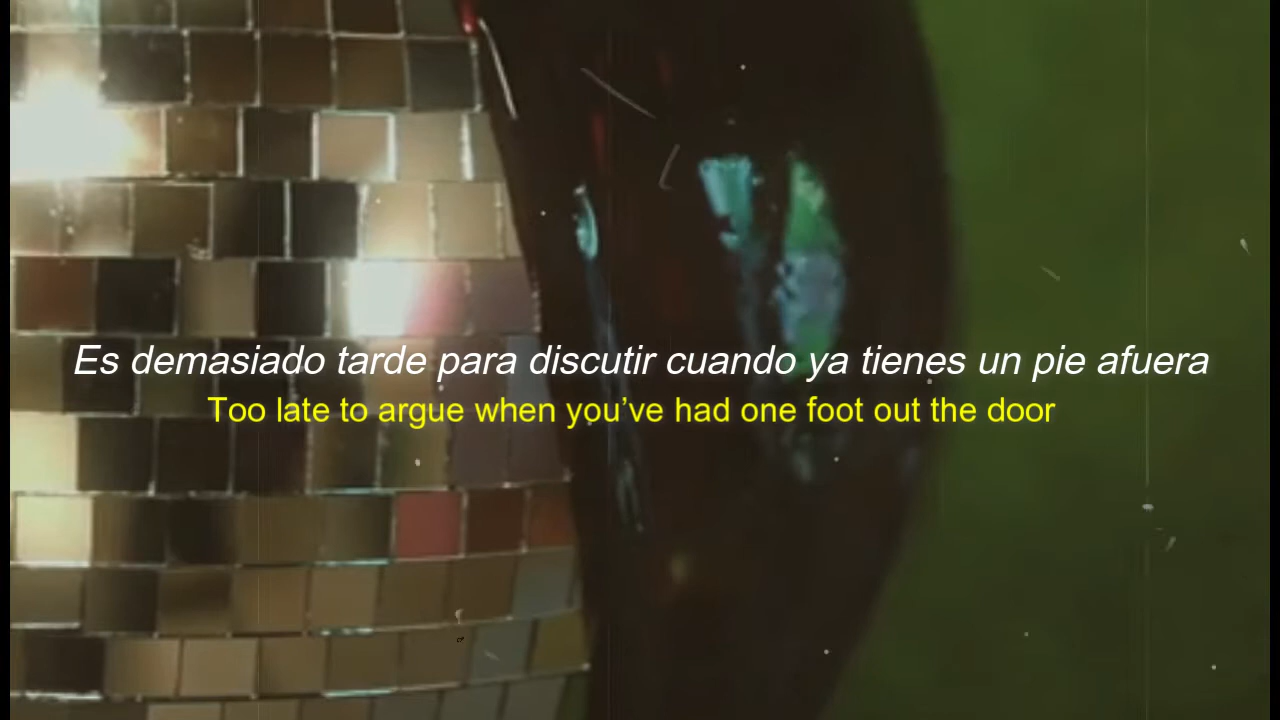 Es demasiado tarde para discutir cuando ya tienes un pie afuera
Too late to argue when you’ve had one foot out the door